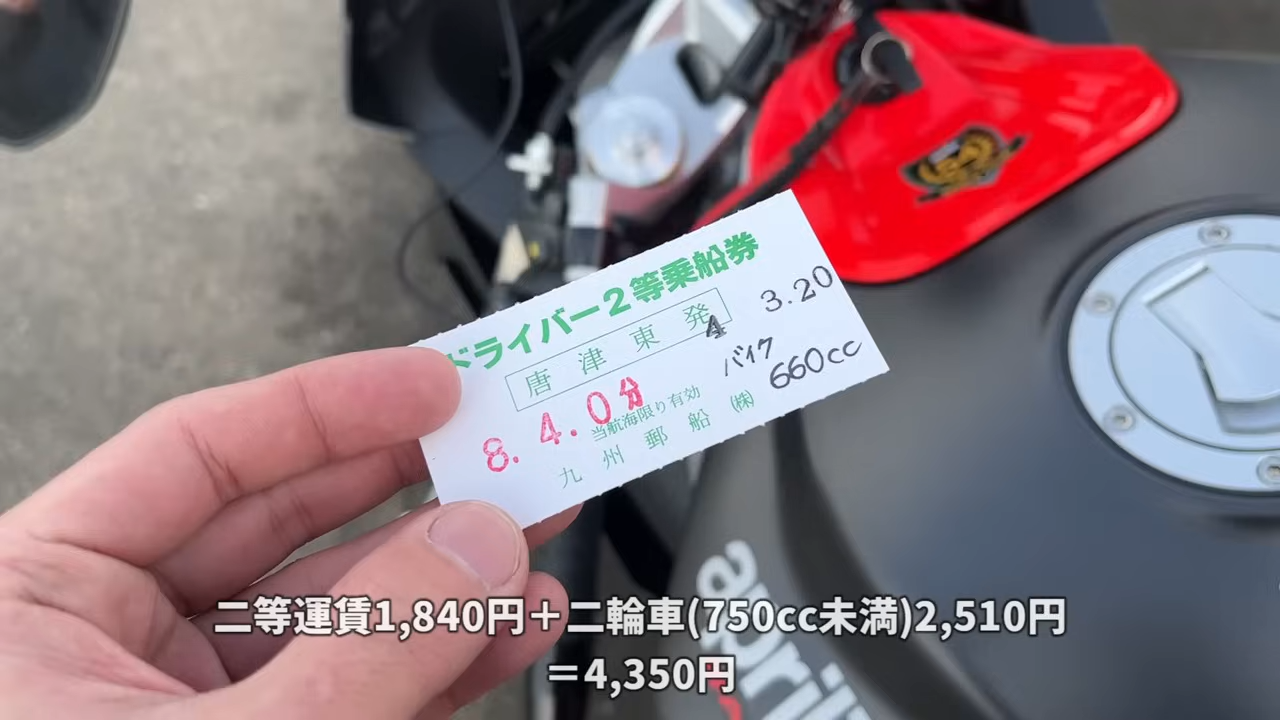 ドライバー2等乗船券
唐津東発
3.20
4
バイク
660cc
8. 4. 0分
当航海限り有効
九州郵船㈱
aprili
二等運賃1,840円＋二輪車(750cc未満)2,510円
＝4,350円